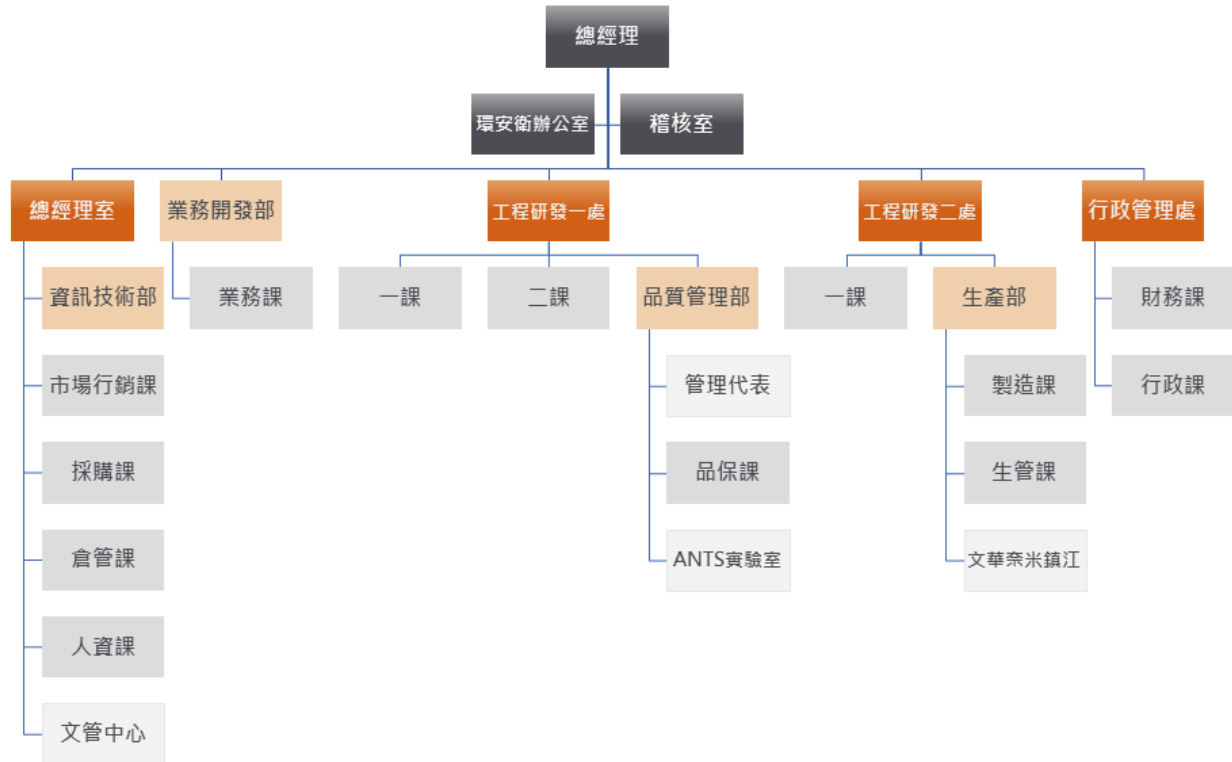 總經理
環安衛辦公室
稽核室
總經理室
業務開發部
工程研發一處
工程研發二處
行政管理處
資訊技術部
業務課
一課
二課
品質管理部
一課
生產部
財務課
市場行銷課
管理代表
製造課
行政課
採購課
品保課
生管課
倉管課
ANTS實驗室
文華奈米鎮江
人資課
文管中心